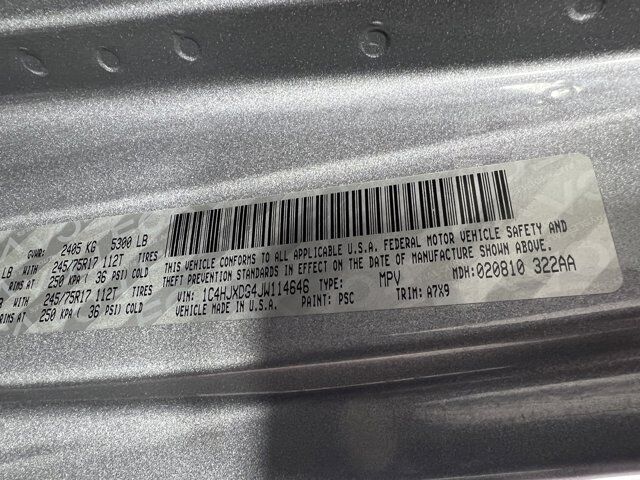 GVWR: 2405 KG 5300 LB
LB WITH 245/75R17 112T TIRES
RIMS AT 250 KPA ( 36 PSI) COLD
WITH 245/75R17 112T TIRES
RIMS AT 250 KPA ( 36 PSI) COLD
THIS VEHICLE CONFORMS TO ALL APPLICABLE U.S.A. FEDERAL MOTOR VEHICLE SAFETY AND
THEFT PREVENTION STANDARDS IN EFFECT ON THE DATE OF MANUFACTURE SHOWN ABOVE.
VIN: 1C4HJXDG4JW114646 TYPE: MPV MDH:020810 322AA
VEHICLE MADE IN U.S.A. PAINT: PSC TRIM: A7X9